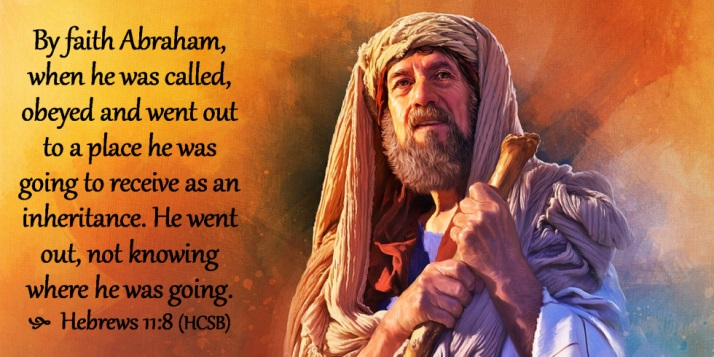 By faith Abraham,
when he was called,
obeyed and went out
to a place he was
going to receive as an
inheritance. He went
out, not knowing
where he was going.
Hebrews 11:8 (HCSB)